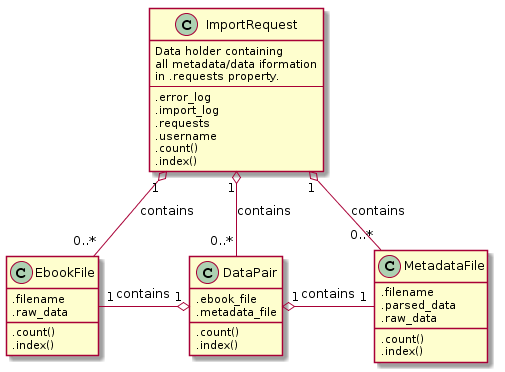 C ImportRequest
Data holder containing
all metadata/data iformation
in .requests property.
.error_log
.import_log
.requests
.username
.count()
.index()
1 1 1
contains contains contains
0..* 0..* 0..*
C EbookFile
.filename
.raw_data
.count()
.index()
1 contains 1
C DataPair
.ebook_file
.metadata_file
.count()
.index()
1 contains 1
C MetadataFile
.filename
.parsed_data
.raw_data
.count()
.index()